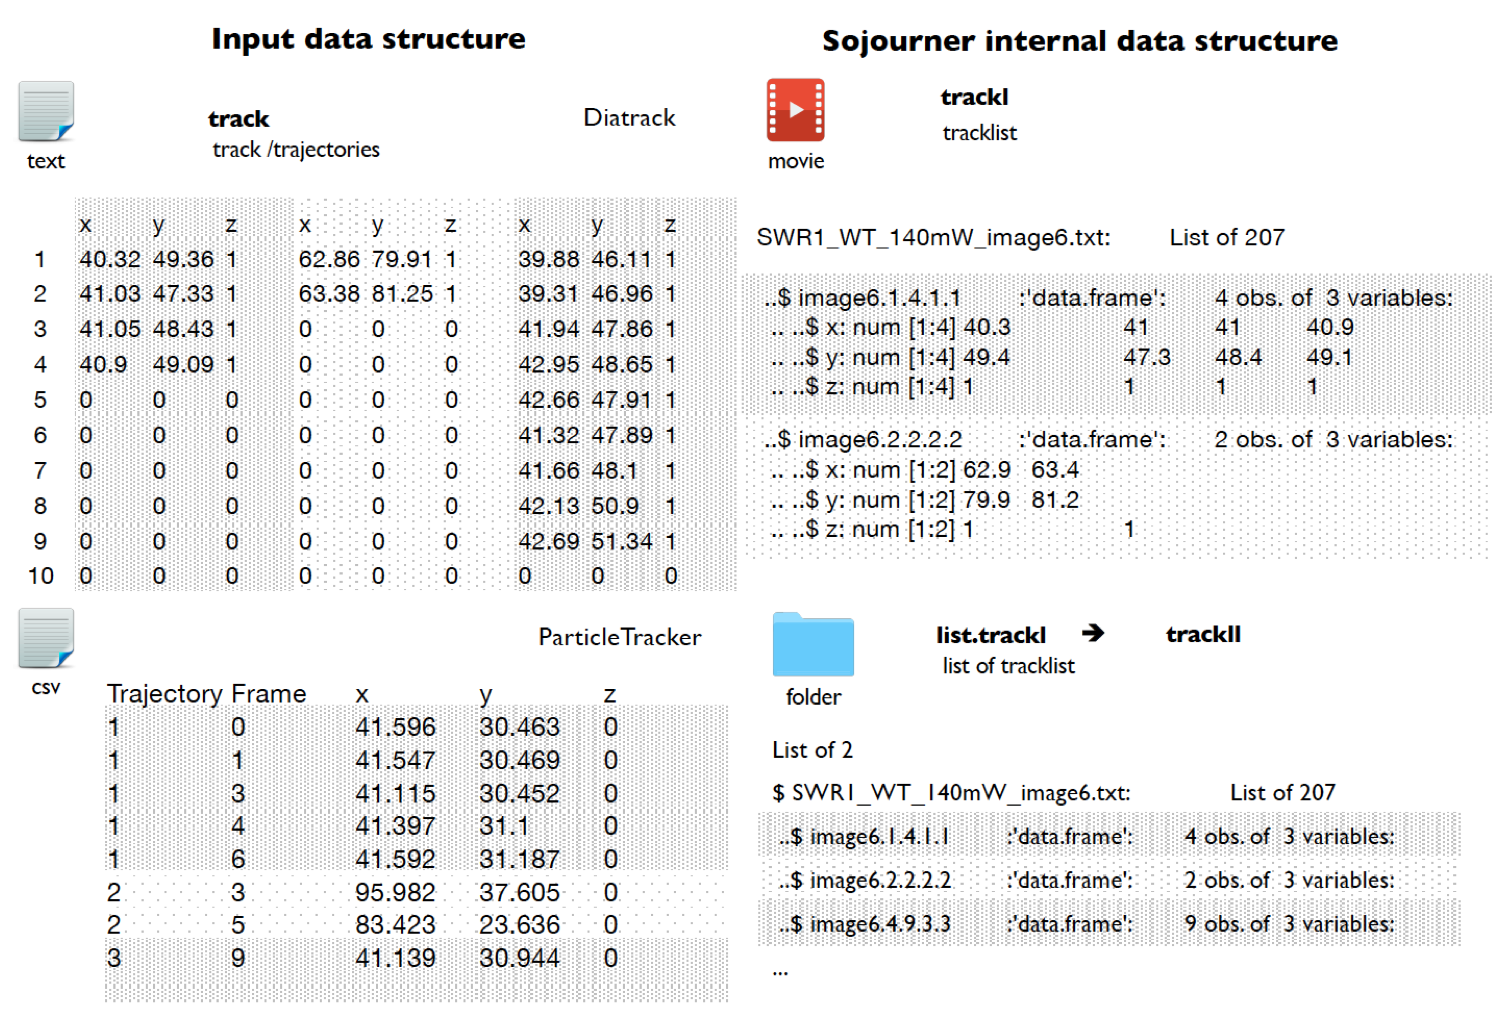 Input data structure
text
track
track /trajectories
Diatrack
x y z x y z x y z
1 40.32 49.36 1 62.86 79.91 1 39.88 46.11 1
2 41.03 47.33 1 63.38 81.25 1 39.31 46.96 1
3 41.05 48.43 1 0 0 0 41.94 47.86 1
4 40.9 49.09 1 0 0 0 42.95 48.65 1
5 0 0 0 0 0 0 42.66 47.91 1
6 0 0 0 0 0 0 41.32 47.89 1
7 0 0 0 0 0 0 41.66 48.1 1
8 0 0 0 0 0 0 42.13 50.9 1
9 0 0 0 0 0 0 42.69 51.34 1
10 0 0 0 0 0 0 0 0 0
csv
ParticleTracker
Trajectory Frame x y z
1 0 41.596 30.463 0
1 1 41.547 30.469 0
1 3 41.115 30.452 0
1 4 41.397 31.1 0
1 6 41.592 31.187 0
2 3 95.982 37.605 0
2 5 83.423 23.636 0
3 9 41.139 30.944 0
Sojourner internal data structure
movie
trackl
tracklist
SWR1_WT_140mW_image6.txt: List of 207
..$ image6.1.4.1.1 :'data.frame': 4 obs. of 3 variables:
.. ..$ x: num [1:4] 40.3 41 41 40.9
.. ..$ y: num [1:4] 49.4 47.3 48.4 49.1
.. ..$ z: num [1:4] 1 1 1 1
..$ image6.2.2.2.2 :'data.frame': 2 obs. of 3 variables:
.. ..$ x: num [1:2] 62.9 63.4
.. ..$ y: num [1:2] 79.9 81.2
.. ..$ z: num [1:2] 1 1
folder
list.trackl ➔ trackll
list of tracklist
List of 2
$ SWR1_WT_140mW_image6.txt: List of 207
..$ image6.1.4.1.1 :'data.frame': 4 obs. of 3 variables:
..$ image6.2.2.2.2 :'data.frame': 2 obs. of 3 variables:
..$ image6.4.9.3.3 :'data.frame': 9 obs. of 3 variables:
...